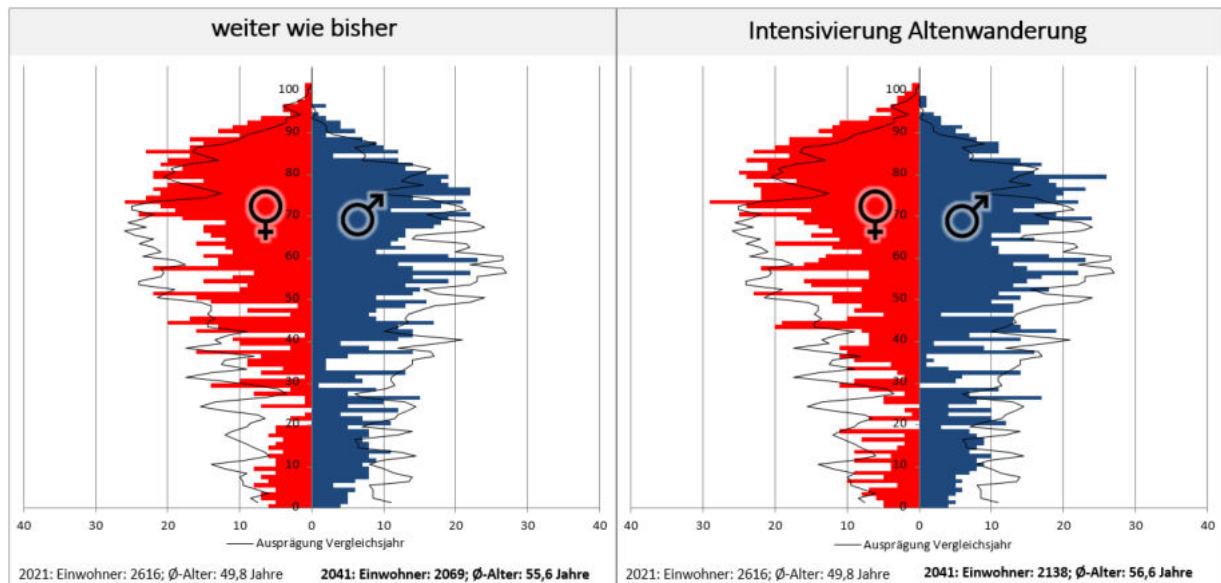 weiter wie bisher
100
90
80
70
60
50
40
30
20
10
0
40 30 20 10 0 10 20 30 40
Ausprägung Vergleichsjahr
2021: Einwohner: 2616; Ø-Alter: 49,8 Jahre 2041: Einwohner: 2069; Ø-Alter: 55,6 Jahre
Intensivierung Altenwanderung
100
90
80
70
60
50
40
30
20
10
0
40 30 20 10 0 10 20 30 40
Ausprägung Vergleichsjahr
2021: Einwohner: 2616; Ø-Alter: 49,8 Jahre 2041: Einwohner: 2138; Ø-Alter: 56,6 Jahre